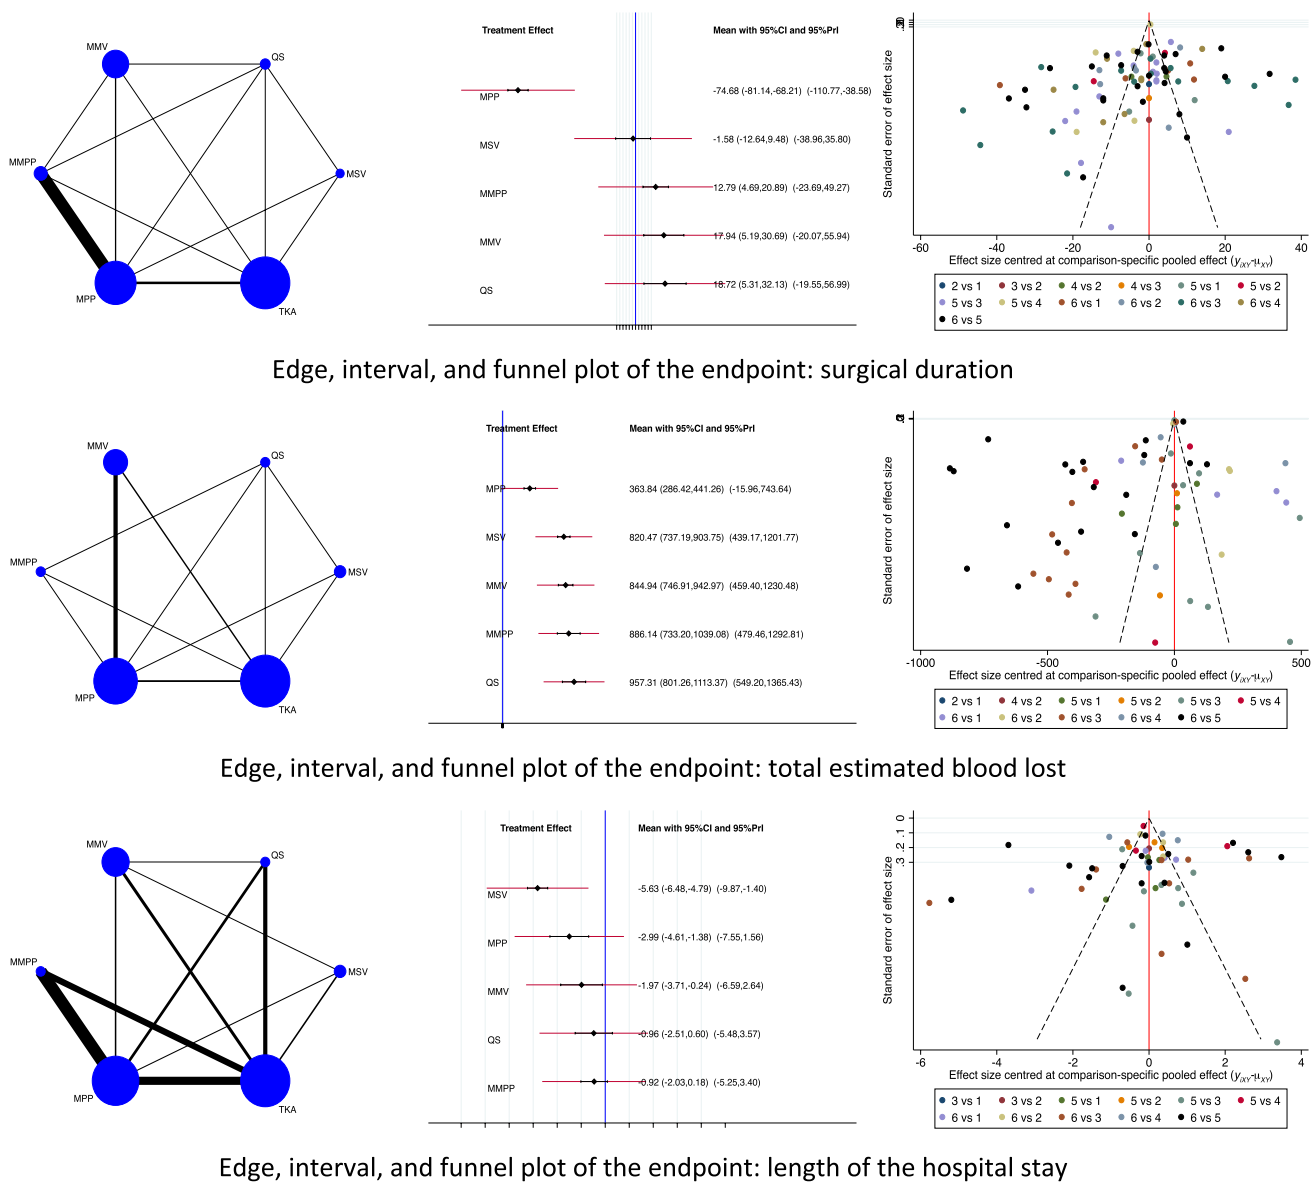 MMV
QS
MMPP
MSV
MPP
TKA
Treatment Effect
Mean with 95%CI and 95%PrI
MPP
-74.68 (-81.14,-68.21) (-110.77,-38.58)
MSV
-1.58 (-12.64,9.48) (-38.96,35.80)
MMPP
12.79 (4.69,20.89) (-23.69,49.27)
MMV
17.94 (5.19,30.69) (-20.07,55.94)
QS
18.72 (5.31,32.13) (-19.55,56.99)
Standard error of effect size
-60 -40 -20 0 20 40
Effect size centred at comparison-specific pooled effect (yiXY-μXY)
2 vs 1 3 vs 2 4 vs 2 4 vs 3 5 vs 1 5 vs 2
5 vs 3 5 vs 4 6 vs 1 6 vs 2 6 vs 3 6 vs 4
6 vs 5
Edge, interval, and funnel plot of the endpoint: surgical duration
MMV
QS
MMPP
MSV
MPP
TKA
Treatment Effect
Mean with 95%CI and 95%PrI
MPP
363.84 (286.42,441.26) (-15.96,743.64)
MSV
820.47 (737.19,903.75) (439.17,1201.77)
MMV
844.94 (746.91,942.97) (459.40,1230.48)
MMPP
886.14 (733.20,1039.08) (479.46,1292.81)
QS
957.31 (801.26,1113.37) (549.20,1365.43)
Standard error of effect size
-1000 -500 0 500
Effect size centred at comparison-specific pooled effect (yiXY-μXY)
2 vs 1 4 vs 2 5 vs 1 5 vs 2 5 vs 3 5 vs 4
6 vs 1 6 vs 2 6 vs 3 6 vs 4 6 vs 5
Edge, interval, and funnel plot of the endpoint: total estimated blood lost
MMV
QS
MMPP
MSV
MPP
TKA
Treatment Effect
Mean with 95%CI and 95%PrI
MSV
-5.63 (-6.48,-4.79) (-9.87,-1.40)
MPP
-2.99 (-4.61,-1.38) (-7.55,1.56)
MMV
-1.97 (-3.71,-0.24) (-6.59,2.64)
QS
-0.96 (-2.51,0.60) (-5.48,3.57)
MMPP
-0.92 (-2.03,0.18) (-5.25,3.40)
Standard error of effect size
0
.1
.2
.3
-6 -4 -2 0 2 4
Effect size centred at comparison-specific pooled effect (yiXY-μXY)
3 vs 1 3 vs 2 5 vs 1 5 vs 2 5 vs 3 5 vs 4
6 vs 1 6 vs 2 6 vs 3 6 vs 4 6 vs 5
Edge, interval, and funnel plot of the endpoint: length of the hospital stay